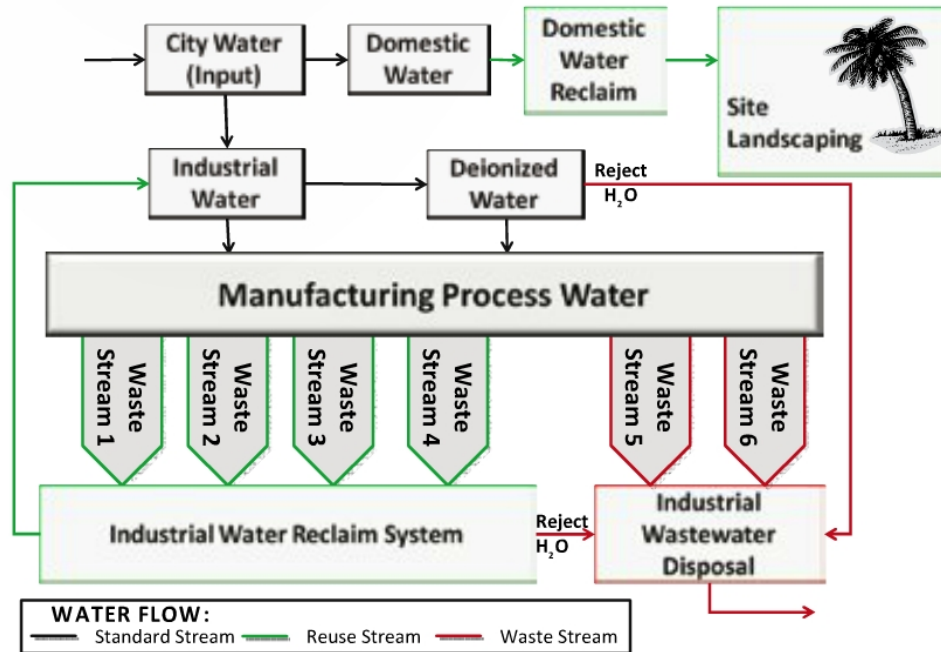 City Water
(Input)
Domestic
Water
Domestic
Water
Reclaim
Site
Landscaping
Industrial
Water
Deionized
Water
Reject
H₂O
Manufacturing Process Water
Waste
Stream 1
Waste
Stream 2
Waste
Stream 3
Waste
Stream 4
Waste
Stream 5
Waste
Stream 6
Industrial Water Reclaim System
Reject
H₂O
Industrial
Wastewater
Disposal
WATER FLOW:
Standard Stream
Reuse Stream
Waste Stream